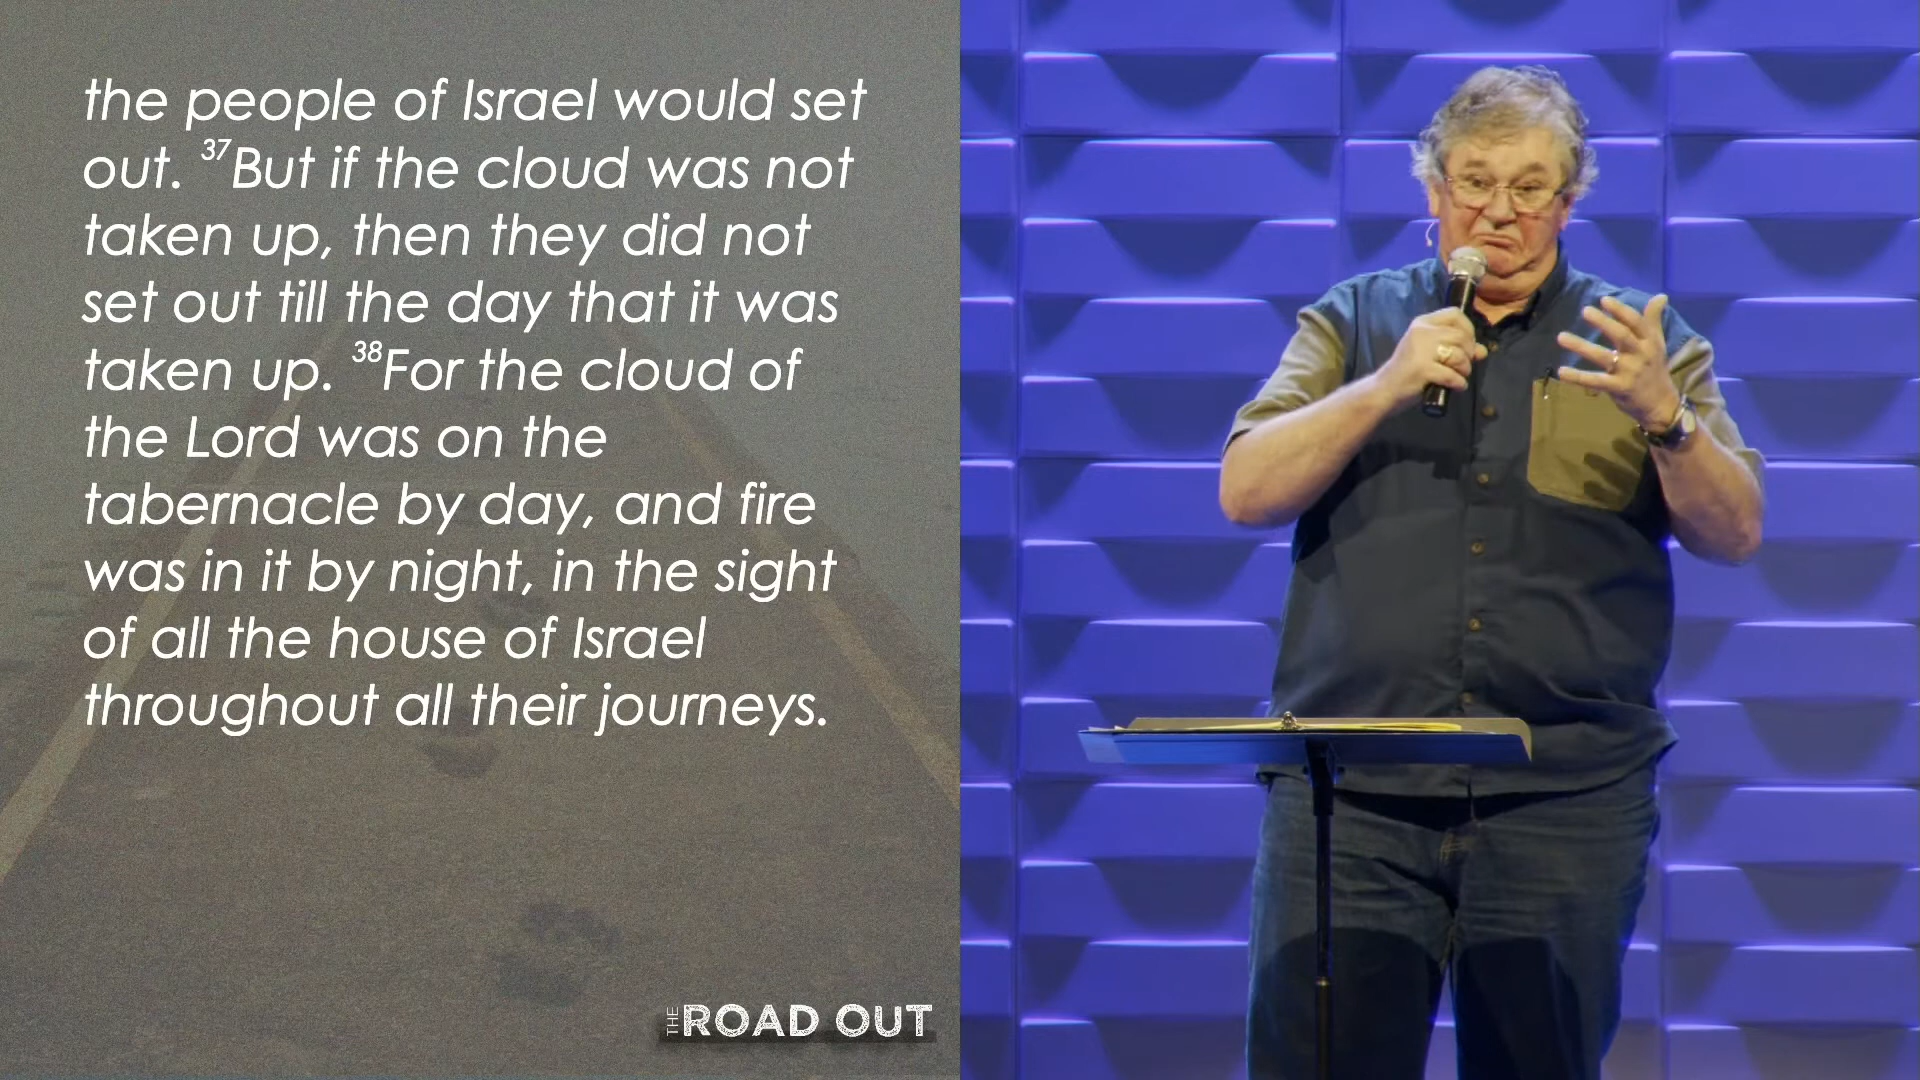 the people of Israel would set
out. ³⁷But if the cloud was not
taken up, then they did not
set out till the day that it was
taken up. ³⁸For the cloud of
the Lord was on the
tabernacle by day, and fire
was in it by night, in the sight
of all the house of Israel
throughout all their journeys.
THE ROAD OUT